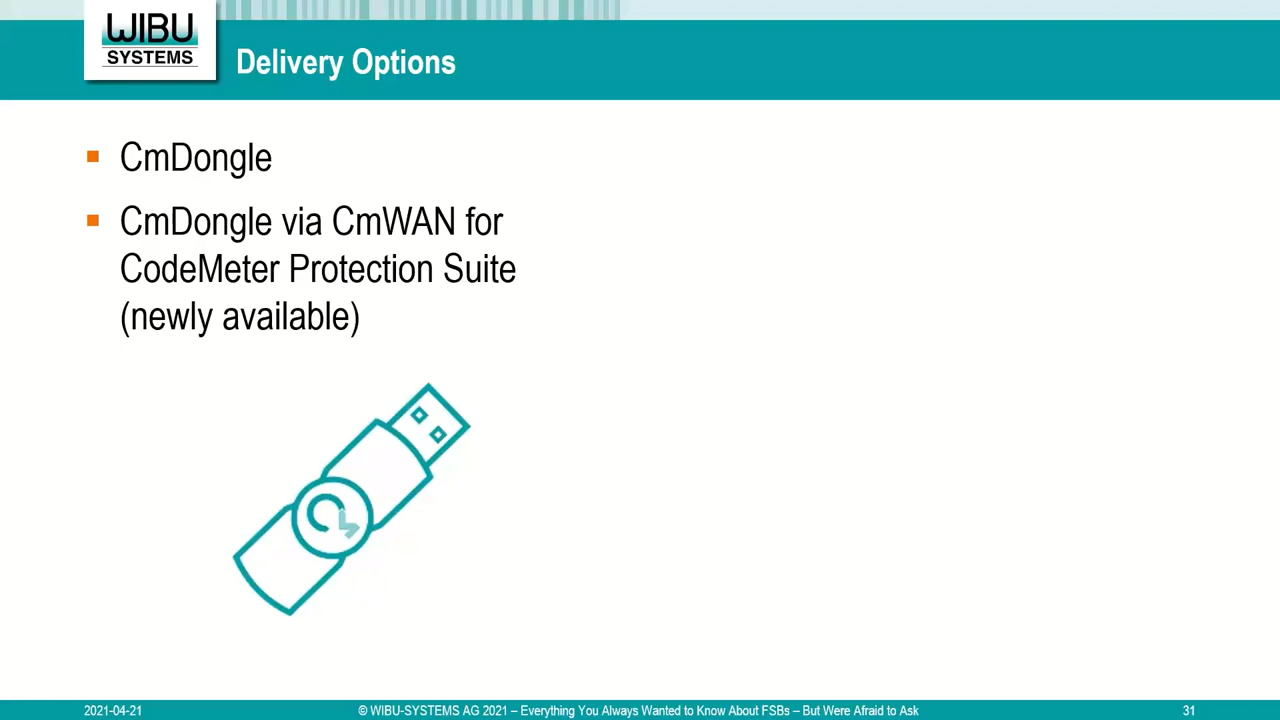 WIBU
SYSTEMS
Delivery Options
CmDongle
CmDongle via CmWAN for
CodeMeter Protection Suite
(newly available)
2021-04-21
© WIBU-SYSTEMS AG 2021 – Everything You Always Wanted to Know About FSBs – But Were Afraid to Ask
31